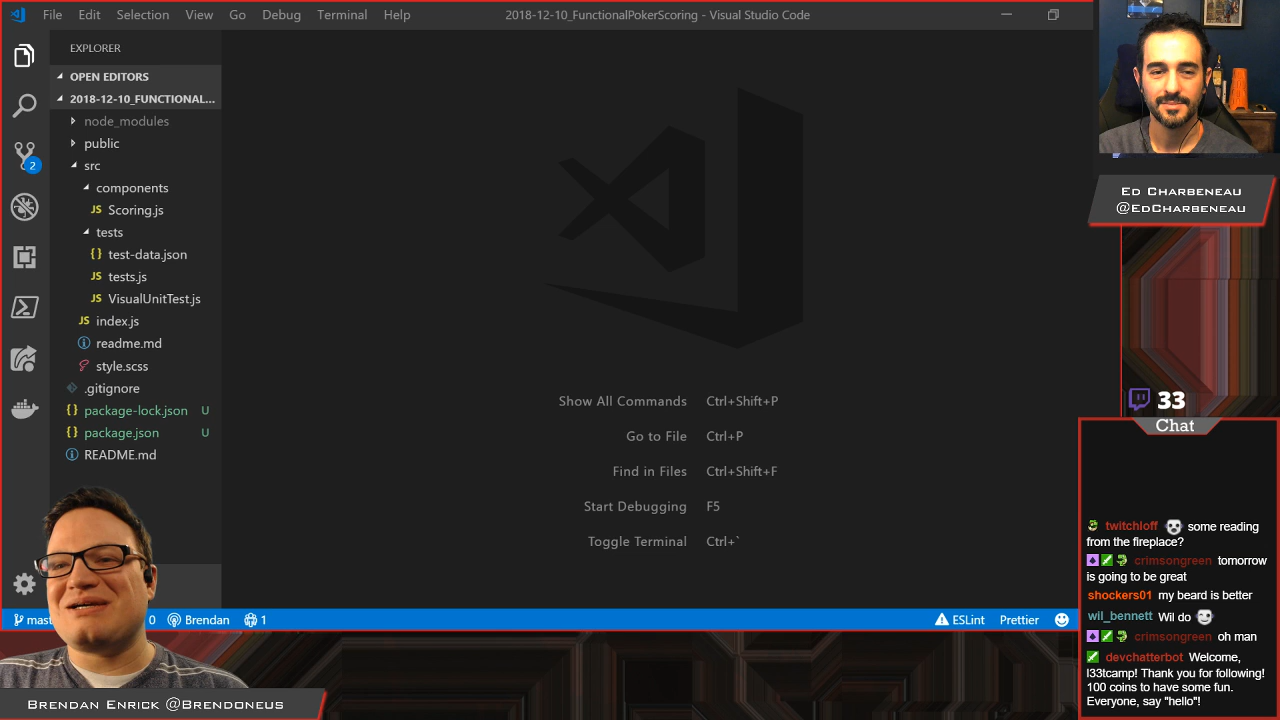 File Edit Selection View Go Debug Terminal Help
2018-12-10_FunctionalPokerScoring - Visual Studio Code
EXPLORER
OPEN EDITORS
2018-12-10_FUNCTIONAL...
node_modules
public
src
components
JS Scoring.js
tests
{} test-data.json
JS tests.js
JS VisualUnitTest.js
JS index.js
readme.md
style.scss
.gitignore
{} package-lock.json U
{} package.json U
README.md
2
Show All Commands Ctrl+Shift+P
Go to File Ctrl+P
Find in Files Ctrl+Shift+F
Start Debugging F5
Toggle Terminal Ctrl+`
mast 0 Brendan 1
ESLint Prettier
Brendan Enrick @Brendoneus
Ed Charbeneau
@EdCharbeneau
33
Chat
twitchloff some reading
from the fireplace?
crimsongreen tomorrow
is going to be great
shockers01 my beard is better
wil_bennett Wil do
crimsongreen oh man
devchatterbot Welcome,
l33tcamp! Thank you for following!
100 coins to have some fun.
Everyone, say "hello"!